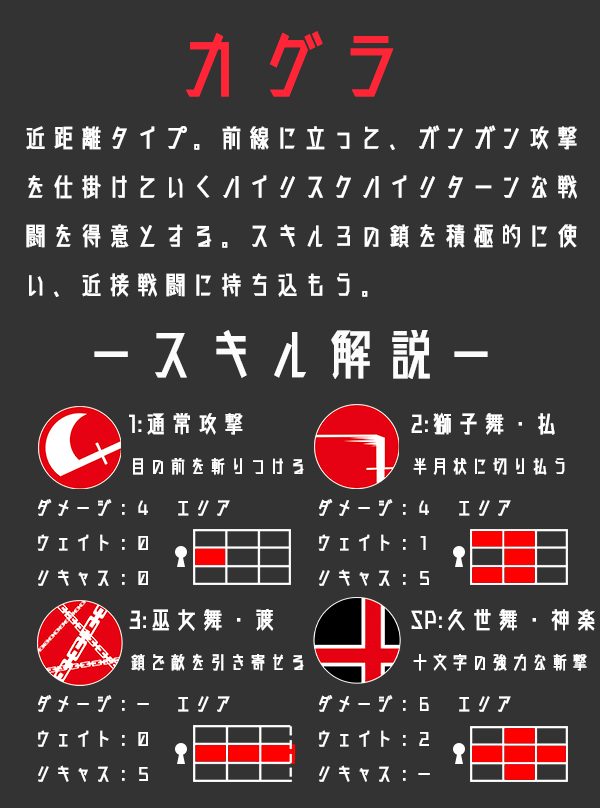 カグラ
近距離タイプ。前線に立って、ガンガン攻撃
を仕掛けていくハイリスクハイリターンな戦
闘を得意とする。スキル3の鎖を積極的に使
い、近接戦闘に持ち込もう。
ースキル解説ー
1:通常攻撃
目の前を斬りつける
ダメージ:4 エリア
ウェイト:0
リキャス:0
2:獅子舞・払
半月状に切り払う
ダメージ:4 エリア
ウェイト:1
リキャス:5
3:巫女舞・渡
鎖で敵を引き寄せる
ダメージ:ー エリア
ウェイト:0
リキャス:5
SP:久世舞・神楽
十文字の強力な斬撃
ダメージ:6 エリア
ウェイト:2
リキャス:ー